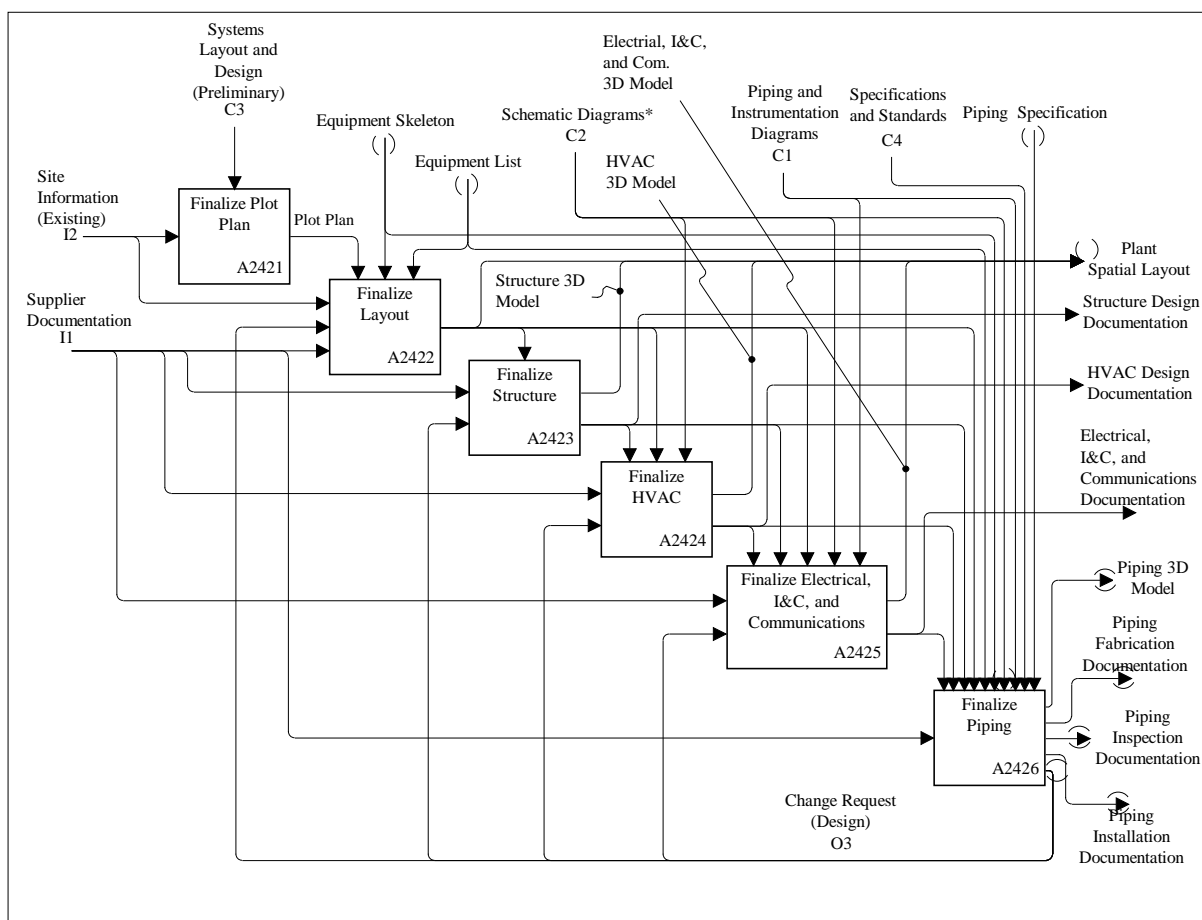 Systems
Layout and
Design
(Preliminary)
C3
Electrial, I&C,
and Com.
3D Model
Piping and
Instrumentation
Diagrams
C1
Specifications
and Standards
C4
Piping Specification
Equipment Skeleton
Schematic Diagrams*
C2
Equipment List
HVAC
3D Model
Site
Information
(Existing)
I2
Finalize Plot
Plan
A2421
Plot Plan
Plant
Spatial Layout
Supplier
Documentation
I1
Finalize
Layout
A2422
Structure 3D
Model
Structure Design
Documentation
Finalize
Structure
A2423
HVAC Design
Documentation
Finalize
HVAC
A2424
Electrical,
I&C, and
Communications
Documentation
Finalize Electrical,
I&C, and
Communications
A2425
Piping 3D
Model
Piping
Fabrication
Documentation
Finalize
Piping
A2426
Piping
Inspection
Documentation
Change Request
(Design)
O3
Piping
Installation
Documentation